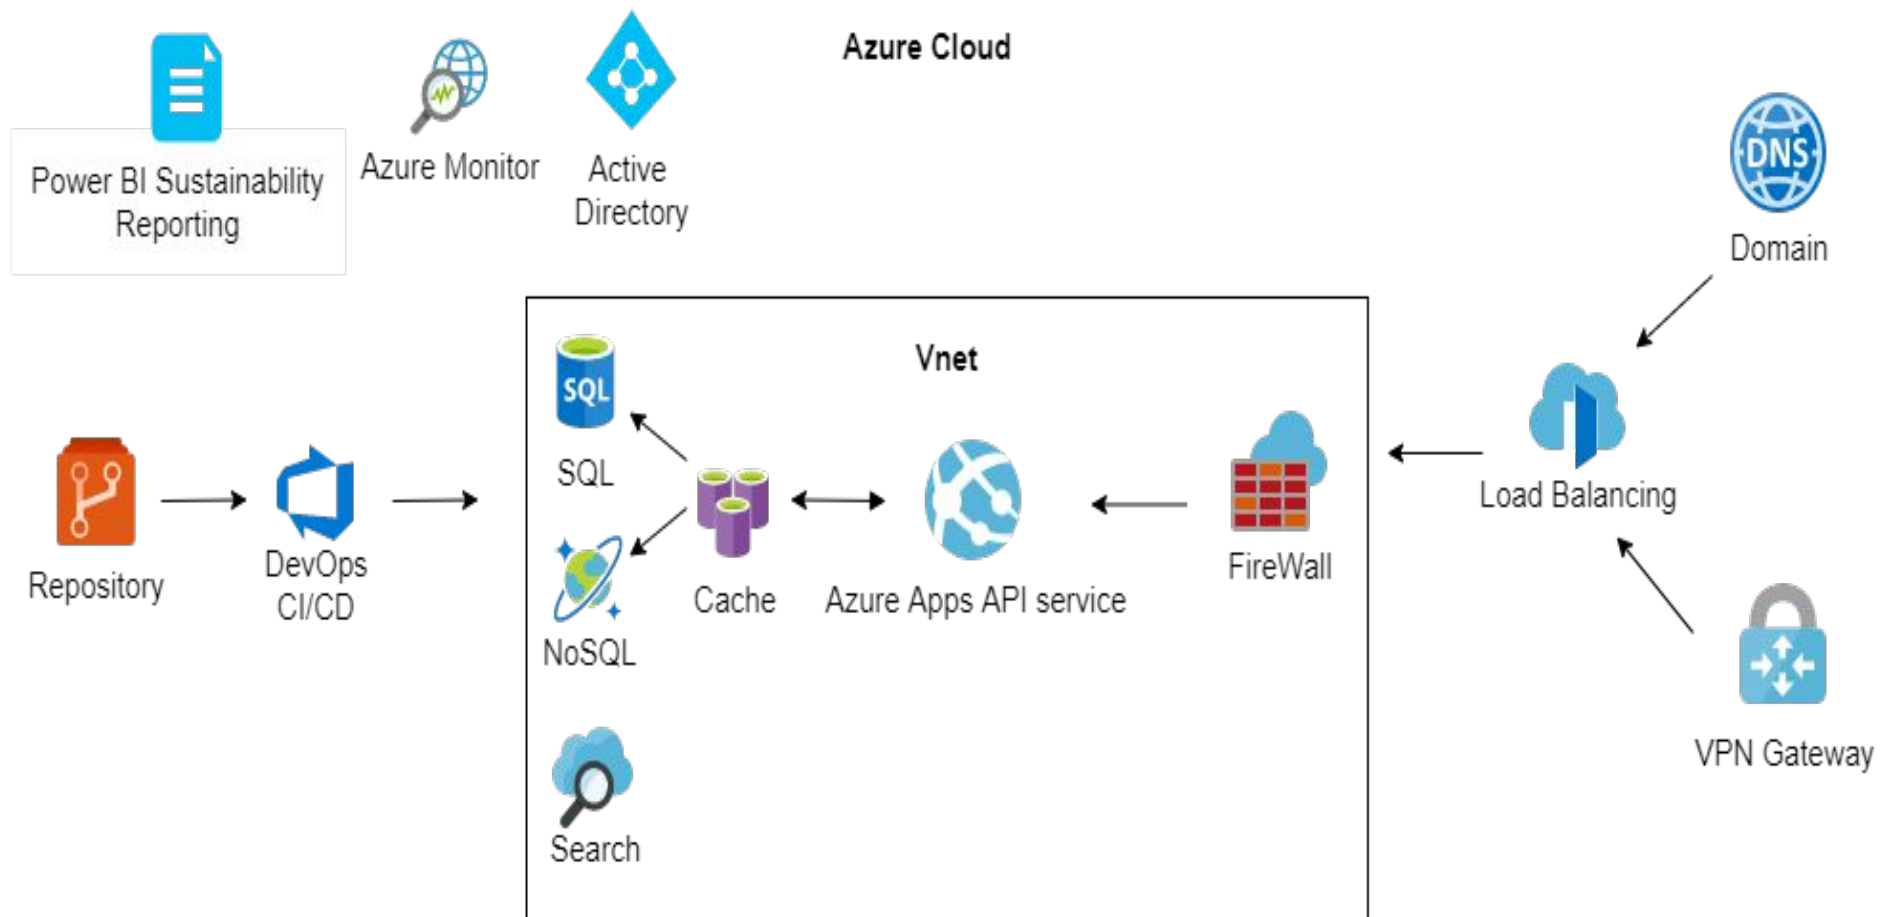 Azure Cloud
Power BI Sustainability
Reporting
Azure Monitor
Active
Directory
DNS
Domain
Vnet
SQL
SQL
NoSQL
Search
Cache
Azure Apps API service
FireWall
Load Balancing
VPN Gateway
Repository
DevOps
CI/CD